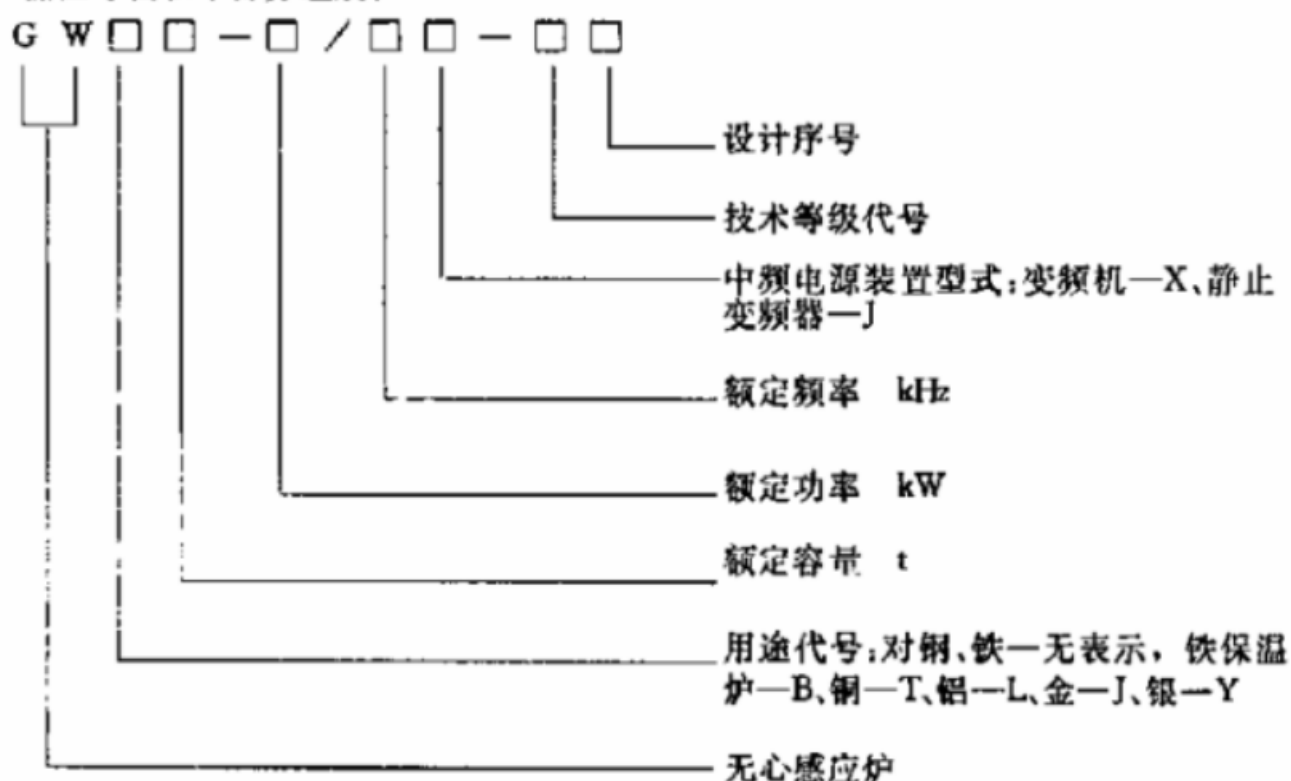 GW□□—□/□□—□□
设计序号
技术等级代号
中频电源装置型式:变频机—X、静止
变频器—J
额定频率 kHz
额定功率 kW
额定容量 t
用途代号:对钢、铁—无表示，铁保温
炉—B、铜—T、铝—L、金—J、银—Y
无心感应炉